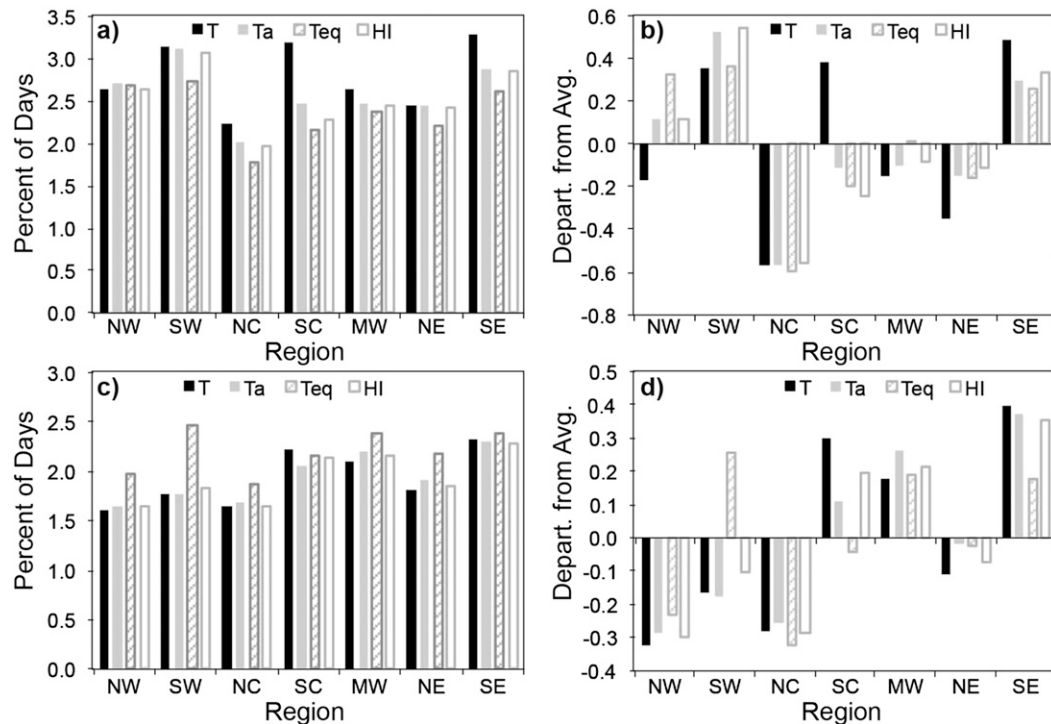 a) T Ta Teq HI
Percent of Days
3.5
3.0
2.5
2.0
1.5
1.0
0.5
0.0
NW SW NC SC MW NE SE
Region
b) T Ta Teq HI
Depart. from Avg.
0.6
0.4
0.2
0.0
-0.2
-0.4
-0.6
-0.8
NW SW NC SC MW NE SE
Region
c) T Ta Teq HI
Percent of Days
3.0
2.5
2.0
1.5
1.0
0.5
0.0
NW SW NC SC MW NE SE
Region
d) T Ta Teq HI
Depart. from Avg.
0.5
0.4
0.3
0.2
0.1
0.0
-0.1
-0.2
-0.3
-0.4
NW SW NC SC MW NE SE
Region